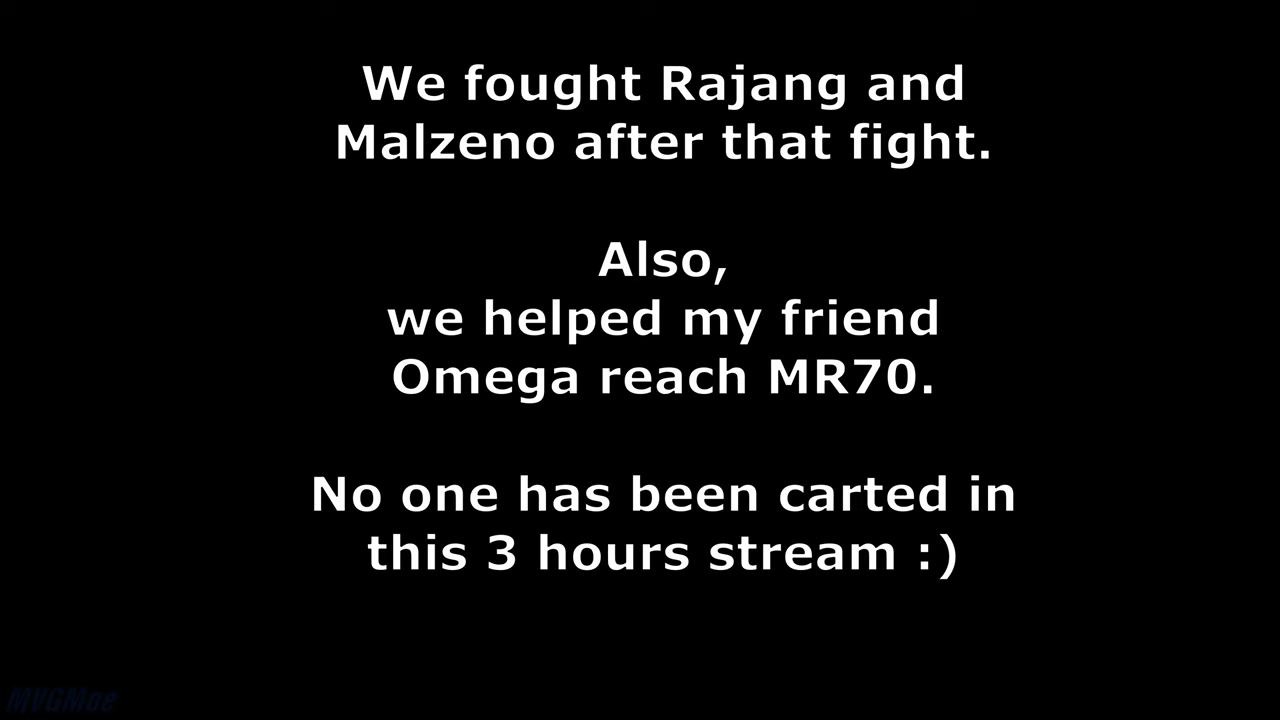 We fought Rajang and
Malzeno after that fight.
Also,
we helped my friend
Omega reach MR70.
No one has been carted in
this 3 hours stream :)
MVGMae